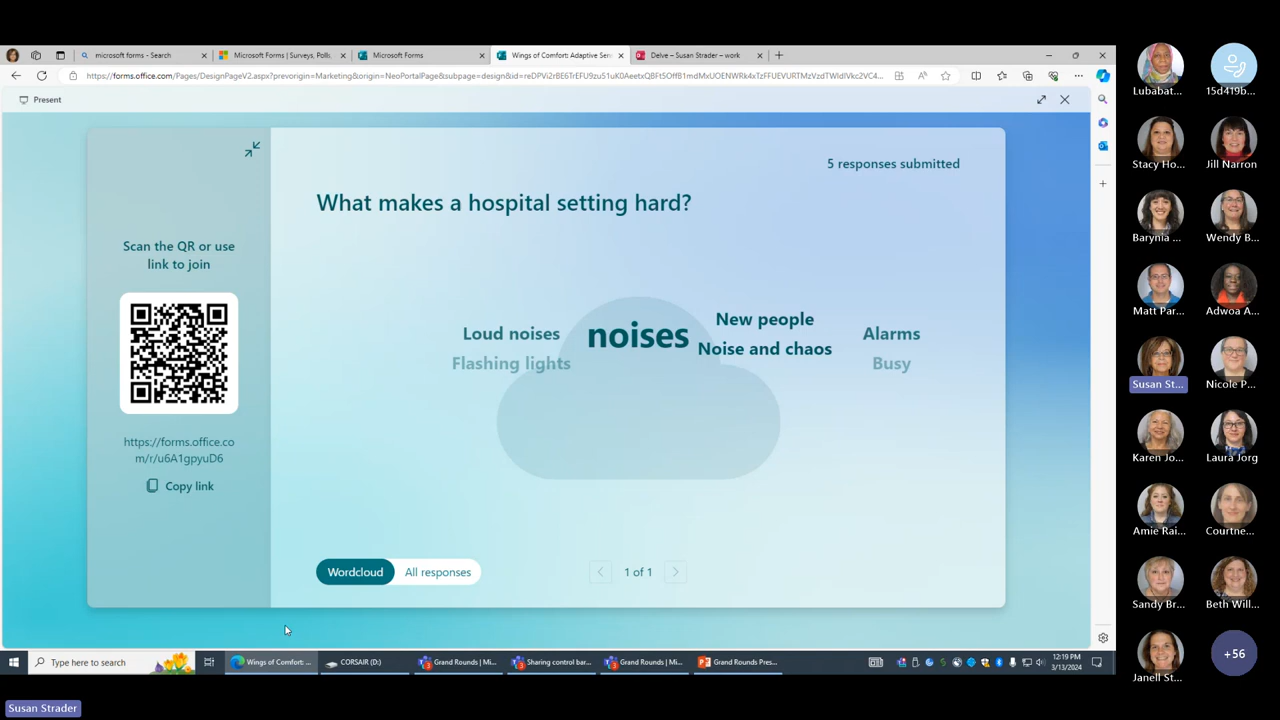 microsoft forms - Search
Microsoft Forms | Surveys, Polls,
Microsoft Forms
Wings of Comfort: Adaptive Sen
Delve – Susan Strader – work
Present
5 responses submitted
What makes a hospital setting hard?
Scan the QR or use
link to join
https://forms.office.co
m/r/u6A1gpyuD6
Copy link
Loud noises
noises
New people
Alarms
Flashing lights
Noise and chaos
Busy
Wordcloud
All responses
1 of 1
Type here to search
Wings of Comfort: ...
CORSAIR (D:)
Grand Rounds | Mi...
Sharing control bar...
Grand Rounds | Mi...
Grand Rounds Pres...
12:19 PM
3/13/2024
Lubabat...
15d419b...
Stacy Ho...
Jill Narron
Barynia ...
Wendy B...
Matt Par...
Adwoa A...
Susan St...
Nicole P...
Karen Jo...
Laura Jorg
Amie Rai...
Courtne...
Sandy Br...
Beth Will...
Janell St...
+56
Susan Strader